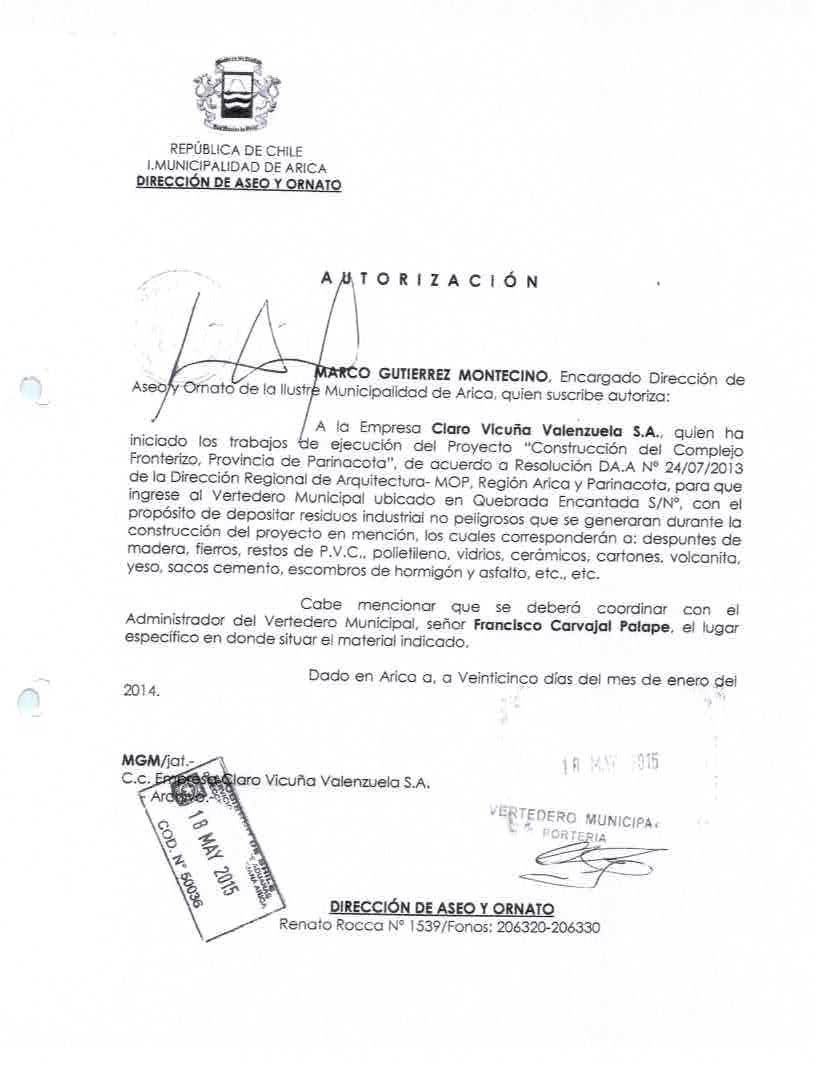 REPÚBLICA DE CHILE
I.MUNICIPALIDAD DE ARICA
DIRECCIÓN DE ASEO Y ORNATO
A U T O R I Z A C I Ó N
MARCO GUTIERREZ MONTECINO, Encargado Dirección de
Aseo y Ornato de la Ilustre Municipalidad de Arica, quien suscribe autoriza:
A la Empresa Claro Vicuña Valenzuela S.A., quien ha
iniciado los trabajos de ejecución del Proyecto “Construcción del Complejo
Fronterizo, Provincia de Parinacota”, de acuerdo a Resolución DA.A Nº 24/07/2013
de la Dirección Regional de Arquitectura- MOP, Región Arica y Parinacota, para que
ingrese al Vertedero Municipal ubicado en Quebrada Encantada S/Nº, con el
propósito de depositar residuos industrial no peligrosos que se generaran durante la
construcción del proyecto en mención, los cuales corresponderán a: despuntes de
madera, fierros, restos de P.V.C., polietileno, vidrios, cerámicos, cartones, volcanita,
yeso, sacos cemento, escombros de hormigón y asfalto, etc., etc.
Cabe mencionar que se deberá coordinar con el
Administrador del Vertedero Municipal, señor Francisco Carvajal Palape, el lugar
específico en donde situar el material indicado.
Dado en Arica a, a Veinticinco días del mes de enero del
2014.
MGM/jat.-
C.c. Empresa Claro Vicuña Valenzuela S.A.
- Archivo.-
18 MAY 2015
COD. Nº 50036
18 MAY 2015
VERTEDERO MUNICIPA
PORTERIA
DIRECCIÓN DE ASEO Y ORNATO
Renato Rocca Nº 1539/Fonos: 206320-206330